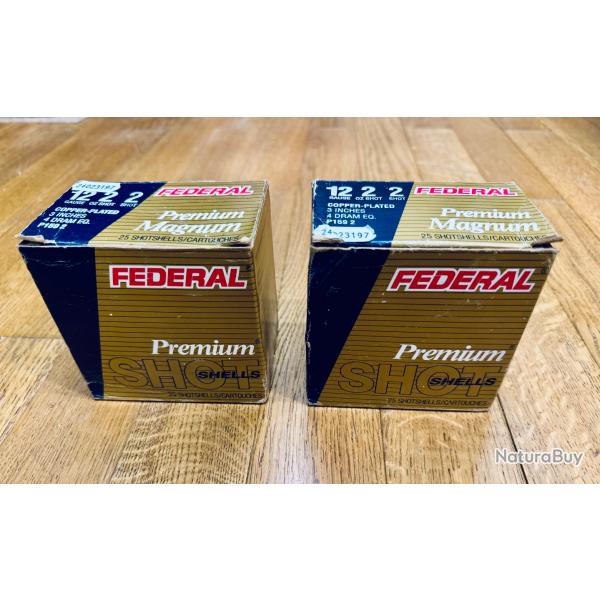 24023197
12 2 2 FEDERAL
GAUGE OZ SHOT SHOT
COPPER-PLATED
3 INCHES
4 DRAM EQ.
P159 2
Premium
Magnum
25 SHOTSHELLS/CARTOUCHES
FEDERAL
Premium
SHOT
SHELLS
25 SHOTSHELLS/CARTOUCHES
12 2 2 FEDERAL
GAUGE OZ SHOT SHOT
COPPER-PLATED
3 INCHES
4 DRAM EQ.
P159 2
24023197
Premium
Magnum
25 SHOTSHELLS/CARTOUCHES
FEDERAL
Premium
SHOT
SHELLS
25 SHOTSHELLS/CARTOUCHES
NaturaBuy